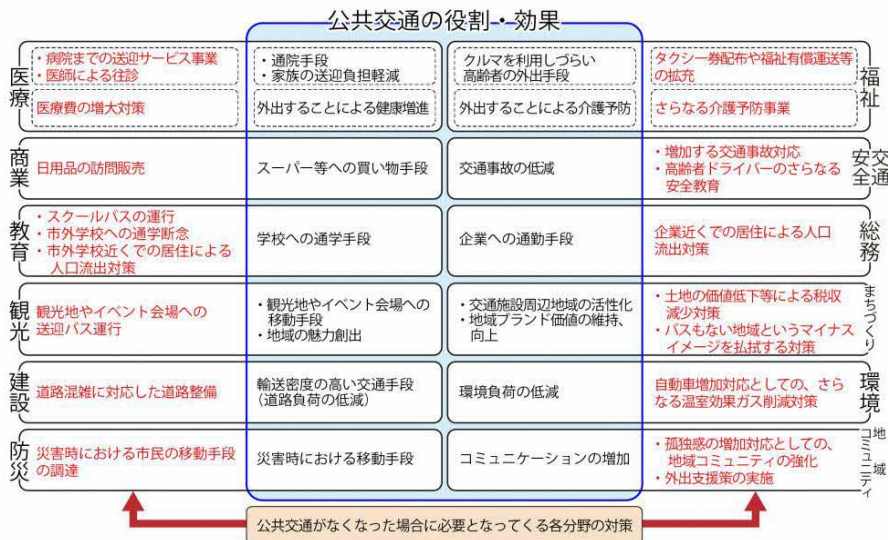 公共交通の役割・効果
医療
・病院までの送迎サービス事業
・医師による往診
・通院手段
・家族の送迎負担軽減
クルマを利用しづらい
高齢者の外出手段
タクシー券配布や福祉有償運送等
の拡充
福祉
医療費の増大対策
外出することによる健康増進
外出することによる介護予防
さらなる介護予防事業
商業
日用品の訪問販売
スーパー等への買い物手段
交通事故の低減
・増加する交通事故対応
・高齢者ドライバーのさらなる
安全教育
交通
安全
教育
・スクールバスの運行
・市外学校への通学断念
・市外学校近くでの居住による
人口流出対策
学校への通学手段
企業への通勤手段
企業近くでの居住による人口
流出対策
総務
観光
観光地やイベント会場への
送迎バス運行
・観光地やイベント会場への
移動手段
・地域の魅力創出
・交通施設周辺地域の活性化
・地域ブランド価値の維持、
向上
・土地の価値低下等による税収
減少対策
・バスもない地域というマイナス
イメージを払拭する対策
まちづくり
建設
道路混雑に対応した道路整備
輸送密度の高い交通手段
（道路負荷の低減）
環境負荷の低減
自動車増加対応としての、さら
なる温室効果ガス削減対策
環境
防災
災害時における市民の移動手段
の調達
災害時における移動手段
コミュニケーションの増加
・孤独感の増加対応としての、
地域コミュニティの強化
・外出支援策の実施
地域
コミュニティ
公共交通がなくなった場合に必要となってくる各分野の対策